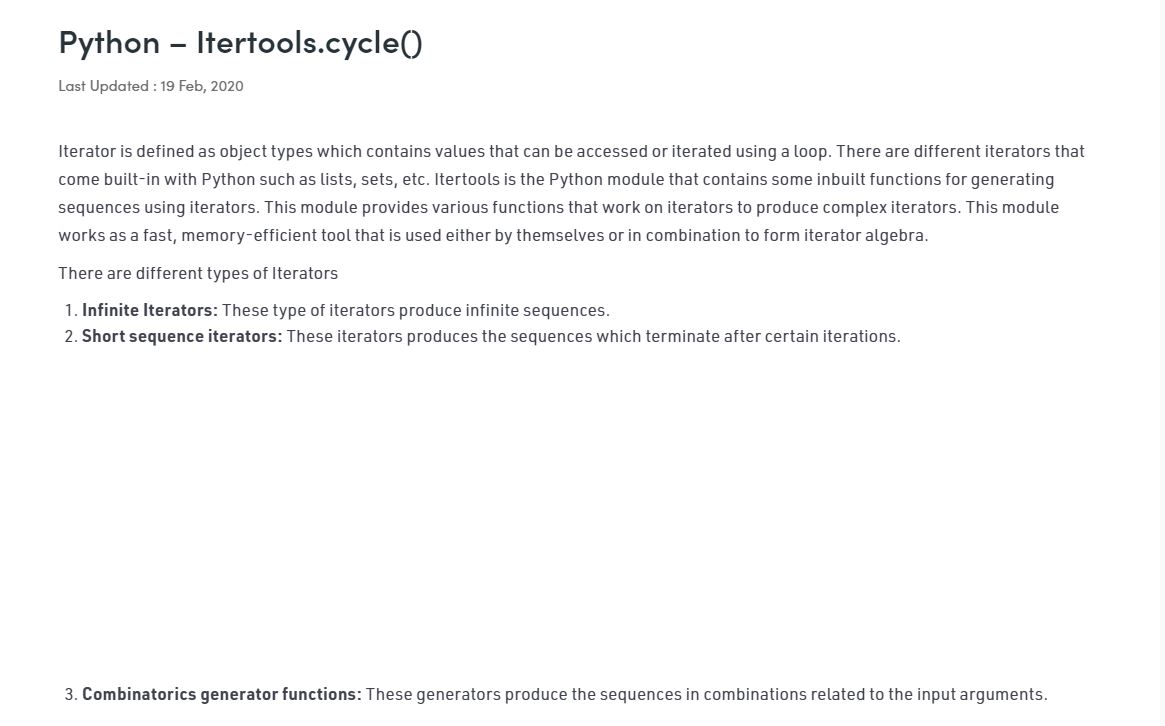 Python – Itertools.cycle()
Last Updated : 19 Feb, 2020
Iterator is defined as object types which contains values that can be accessed or iterated using a loop. There are different iterators that
come built-in with Python such as lists, sets, etc. Itertools is the Python module that contains some inbuilt functions for generating
sequences using iterators. This module provides various functions that work on iterators to produce complex iterators. This module
works as a fast, memory-efficient tool that is used either by themselves or in combination to form iterator algebra.
There are different types of Iterators
1. Infinite Iterators: These type of iterators produce infinite sequences.
2. Short sequence iterators: These iterators produces the sequences which terminate after certain iterations.
3. Combinatorics generator functions: These generators produce the sequences in combinations related to the input arguments.